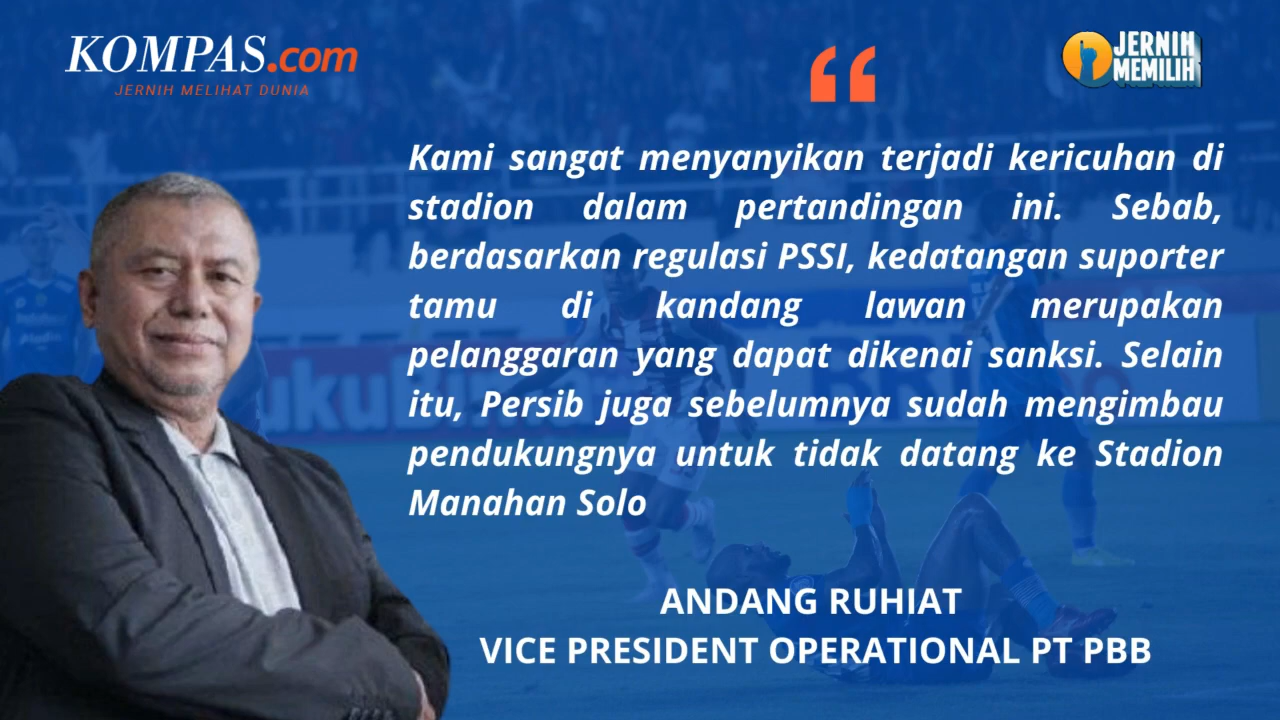 KOMPAS.com
JERNIH MELIHAT DUNIA
JERNIH
MEMILIH
Kami sangat menyanyikan terjadi kericuhan di
stadion dalam pertandingan ini. Sebab,
berdasarkan regulasi PSSI, kedatangan suporter
tamu di kandang lawan merupakan
pelanggaran yang dapat dikenai sanksi. Selain
itu, Persib juga sebelumnya sudah mengimbau
pendukungnya untuk tidak datang ke Stadion
Manahan Solo
ANDANG RUHIAT
VICE PRESIDENT OPERATIONAL PT PBB